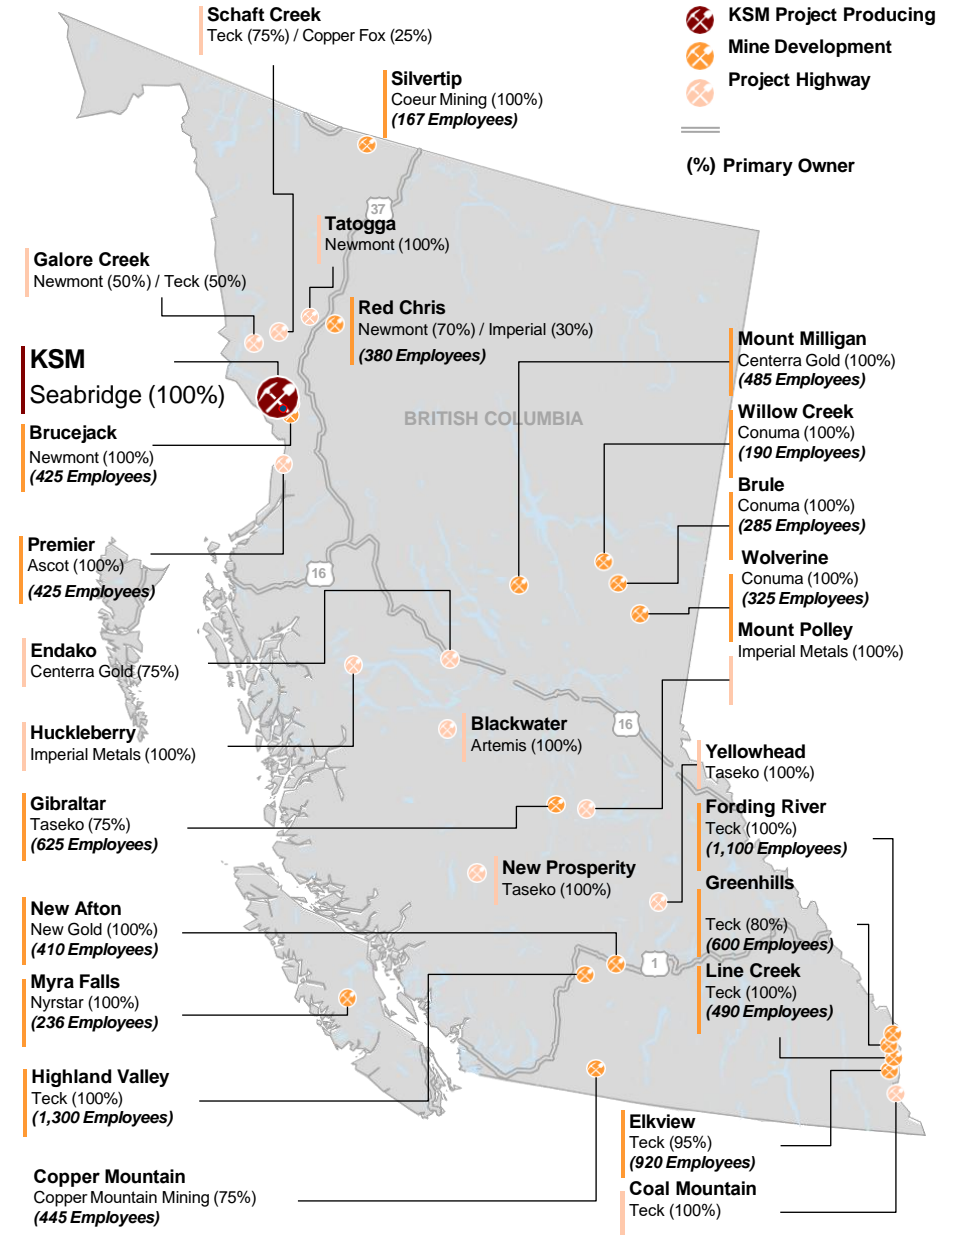 Schaft Creek
Teck (75%) / Copper Fox (25%)
KSM Project Producing
Mine Development
Project Highway
(%) Primary Owner
Silvertip
Coeur Mining (100%)
(167 Employees)
37
Tatogga
Newmont (100%)
Galore Creek
Newmont (50%) / Teck (50%)
Red Chris
Newmont (70%) / Imperial (30%)
(380 Employees)
KSM
Seabridge (100%)
BRITISH COLUMBIA
Brucejack
Newmont (100%)
(425 Employees)
Premier
Ascot (100%)
(425 Employees)
16
Endako
Centerra Gold (75%)
Huckleberry
Imperial Metals (100%)
Gibraltar
Taseko (75%)
(625 Employees)
New Afton
New Gold (100%)
(410 Employees)
Myra Falls
Nyrstar (100%)
(236 Employees)
Highland Valley
Teck (100%)
(1,300 Employees)
Copper Mountain
Copper Mountain Mining (75%)
(445 Employees)
Blackwater
Artemis (100%)
New Prosperity
Taseko (100%)
16
1
Mount Milligan
Centerra Gold (100%)
(485 Employees)
Willow Creek
Conuma (100%)
(190 Employees)
Brule
Conuma (100%)
(285 Employees)
Wolverine
Conuma (100%)
(325 Employees)
Mount Polley
Imperial Metals (100%)
Yellowhead
Taseko (100%)
Fording River
Teck (100%)
(1,100 Employees)
Greenhills
Teck (80%)
(600 Employees)
Line Creek
Teck (100%)
(490 Employees)
Elkview
Teck (95%)
(920 Employees)
Coal Mountain
Teck (100%)